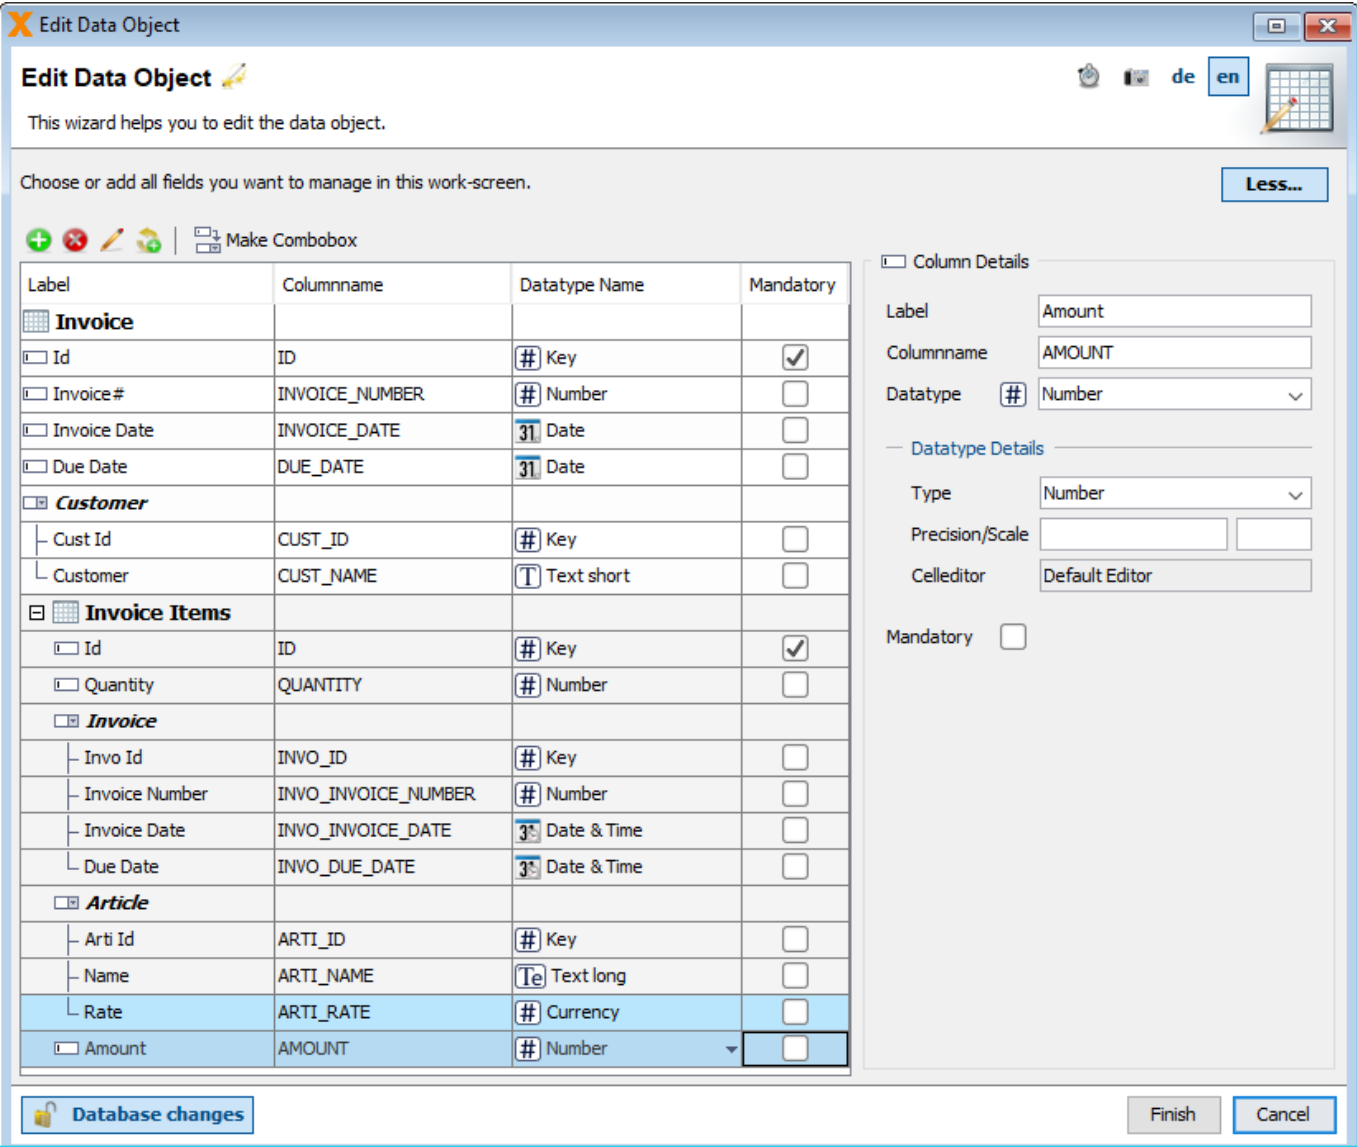 Edit Data Object
Edit Data Object
de en
This wizard helps you to edit the data object.
Choose or add all fields you want to manage in this work-screen.
Less...
Make Combobox
Label Columnname Datatype Name Mandatory
Invoice
Id ID # Key
Invoice# INVOICE_NUMBER # Number
Invoice Date INVOICE_DATE 31 Date
Due Date DUE_DATE 31 Date
Customer
Cust Id CUST_ID # Key
Customer CUST_NAME T Text short
Invoice Items
Id ID # Key
Quantity QUANTITY # Number
Invoice
Invo Id INVO_ID # Key
Invoice Number INVO_INVOICE_NUMBER # Number
Invoice Date INVO_INVOICE_DATE Date & Time
Due Date INVO_DUE_DATE Date & Time
Article
Arti Id ARTI_ID # Key
Name ARTI_NAME Te Text long
Rate ARTI_RATE # Currency
Amount AMOUNT # Number
Column Details
Label Amount
Columnname AMOUNT
Datatype # Number
Datatype Details
Type Number
Precision/Scale
Celleditor Default Editor
Mandatory
Database changes
Finish
Cancel